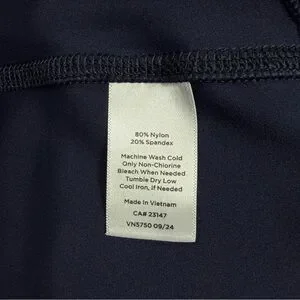 80% Nylon
20% Spandex
Machine Wash Cold
Only Non-Chlorine
Bleach When Needed
Tumble Dry Low
Cool Iron, if Needed
Made in Vietnam
CA# 23147
VN5750 09/24